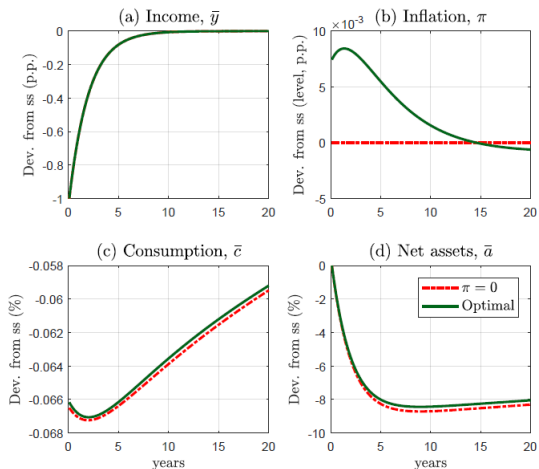 (a) Income, ȳ
(b) Inflation, π
×10⁻³
Dev. from ss (p.p.)
0
-0.2
-0.4
-0.6
-0.8
-1
0 5 10 15 20
Dev. from ss (level, p.p.)
10
5
0
-5
0 5 10 15 20
(c) Consumption, c̄
(d) Net assets, ā
Dev. from ss (%)
-0.058
-0.06
-0.062
-0.064
-0.066
-0.068
0 5 10 15 20
years
Dev. from ss (%)
0
-2
-4
-6
-8
-10
0 5 10 15 20
years
π = 0
Optimal